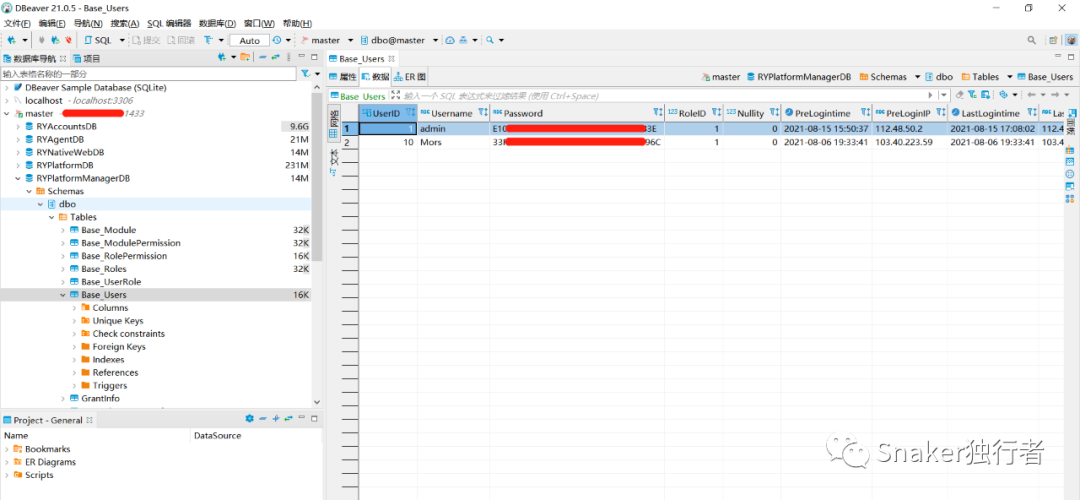 DBeaver 21.0.5 - Base_Users
文件(F) 编辑(E) 导航(N) 搜索(A) SQL 编辑器 数据库(D) 窗口(W) 帮助(H)
SQL 提交 回滚 Auto master dbo@master
数据库导航 项目
输入表格名称的一部分
DBeaver Sample Database (SQLite)
localhost - localhost:3306
master 1433
RYAccountsDB 9.6G
RYAgentDB 21M
RYNativeWebDB 14M
RYPlatformDB 231M
RYPlatformManagerDB 14M
Schemas
dbo
Tables
Base_Module 32K
Base_ModulePermission 32K
Base_RolePermission 16K
Base_Roles 32K
Base_UserRole
Base_Users 16K
Columns
Unique Keys
Check constraints
Foreign Keys
Indexes
References
Triggers
GrantInfo
Project - General
Name DataSource
Bookmarks
ER Diagrams
Scripts
Base_Users
属性 数据 ER 图 master RYPlatformManagerDB Schemas dbo Tables Base_Users
Base_Users 输入一个 SQL 表达式来过滤结果 (使用 Ctrl+Space)
网格
文本
UserID Username Password RoleID Nullity PreLogintime PreLoginIP LastLogintime Las
1 1 admin E10 3E 1 0 2021-08-15 15:50:37 112.48.50.2 2021-08-15 17:08:02 112.4
2 10 Mors 33 96C 1 0 2021-08-06 19:33:41 103.40.223.59 2021-08-06 19:33:41 103.4
Snaker独行者